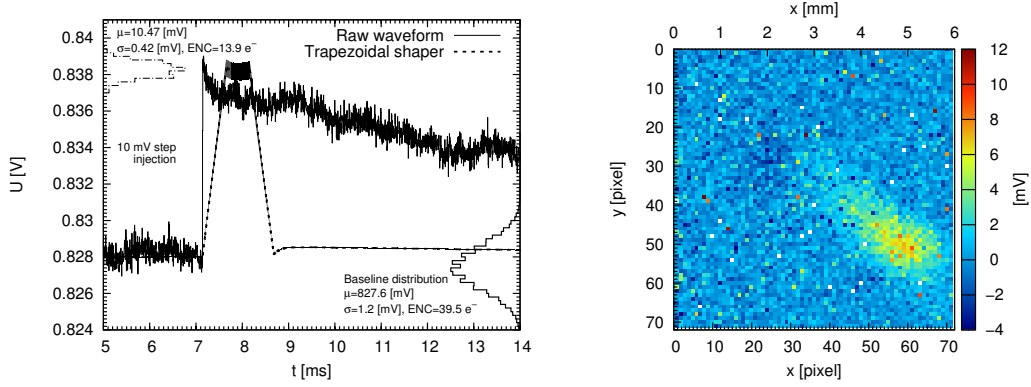 0.84
0.838
0.836
0.834
0.832
0.83
0.828
0.826
0.824
U [V]
5 6 7 8 9 10 11 12 13 14
t [ms]
µ=10.47 [mV]
σ=0.42 [mV], ENC=13.9 e⁻
Raw waveform
Trapezoidal shaper
10 mV step
injection
Baseline distribution
µ=827.6 [mV]
σ=1.2 [mV], ENC=39.5 e⁻
x [mm]
0 1 2 3 4 5 6
0
10
20
30
40
50
60
70
y [pixel]
0 10 20 30 40 50 60 70
x [pixel]
12
10
8
6
4
2
0
−2
−4
[mV]